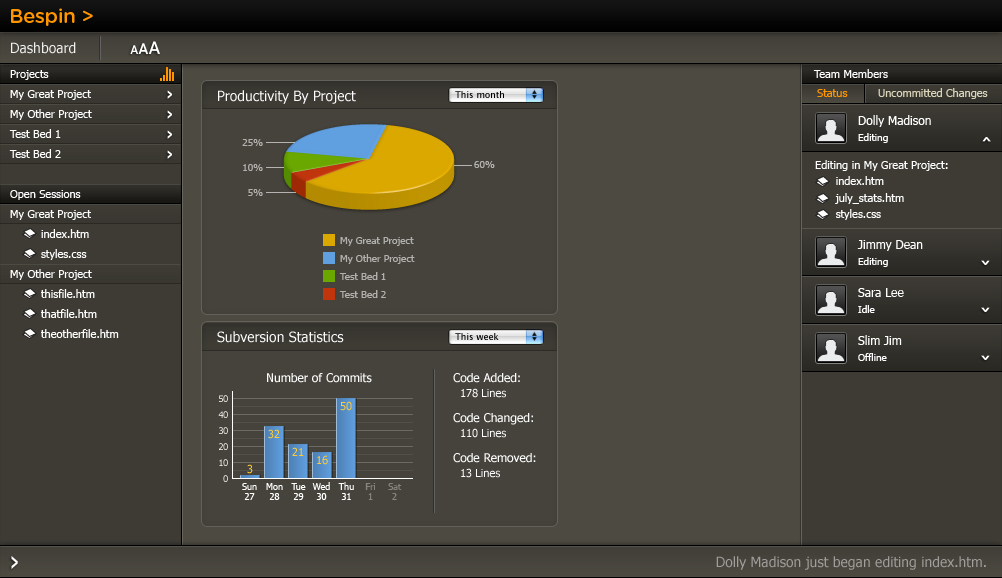 Bespin >
Dashboard
AAA
Projects
My Great Project
My Other Project
Test Bed 1
Test Bed 2
Open Sessions
My Great Project
index.htm
styles.css
My Other Project
thisfile.htm
thatfile.htm
theotherfile.htm
Productivity By Project
This month
25%
10%
5%
60%
My Great Project
My Other Project
Test Bed 1
Test Bed 2
Subversion Statistics
This week
Number of Commits
50
40
30
20
10
0
3
32
21
16
50
Sun Mon Tue Wed Thu Fri Sat
27 28 29 30 31 1 2
Code Added:
178 Lines
Code Changed:
110 Lines
Code Removed:
13 Lines
Team Members
Status Uncommitted Changes
Dolly Madison
Editing
Editing in My Great Project:
index.htm
july_stats.htm
styles.css
Jimmy Dean
Editing
Sara Lee
Idle
Slim Jim
Offline
Dolly Madison just began editing index.htm.